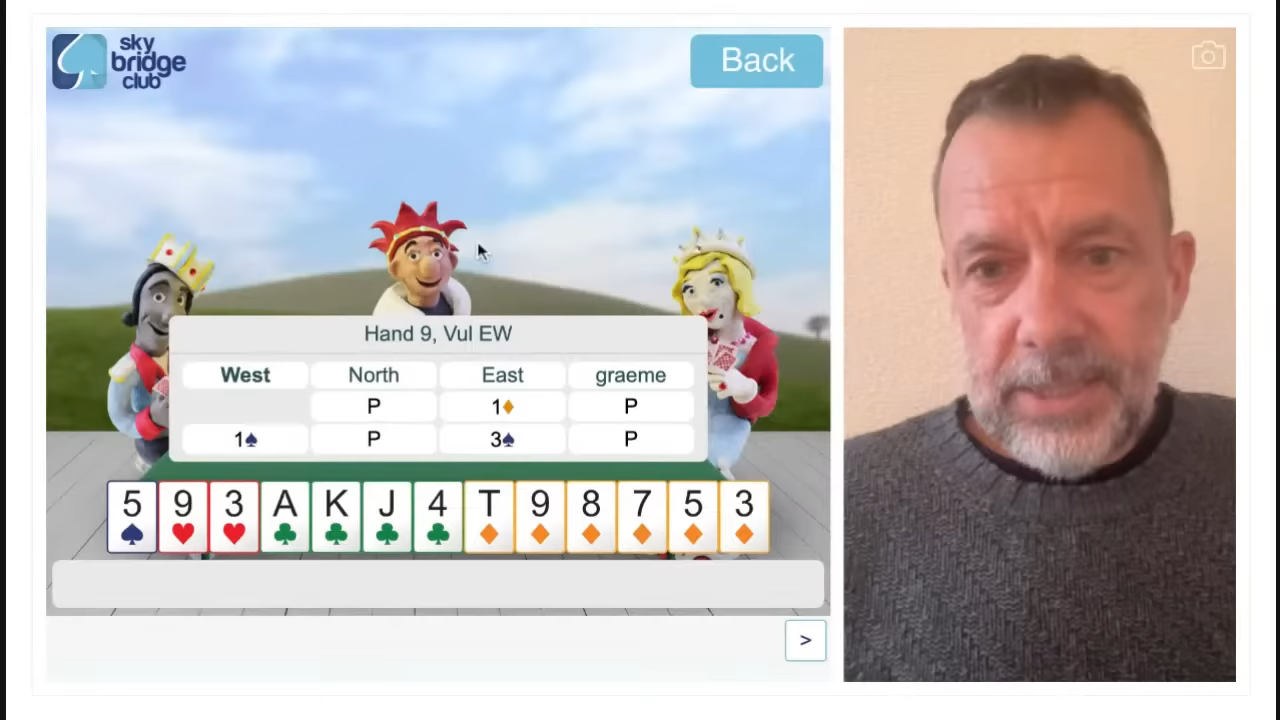 sky
bridge
club
Back
Hand 9, Vul EW
West North East graeme
P 1♦ P
1♠ P 3♠ P
5♠ 9♥ 3♥ A♣ K♣ J♣ 4♣ T♦ 9♦ 8♦ 7♦ 5♦ 3♦
>